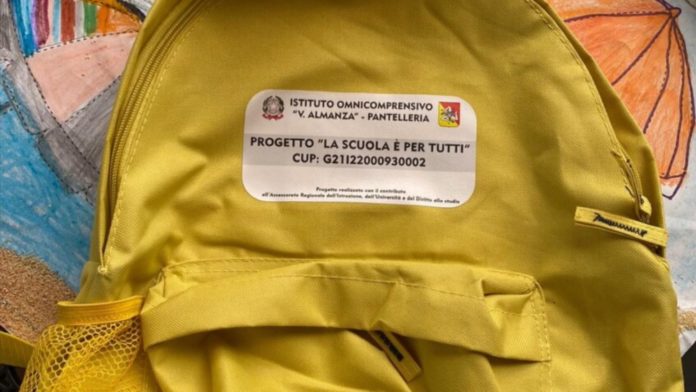 ISTITUTO OMNICOMPRENSIVO
"V. ALMANZA" - PANTELLERIA
PROGETTO "LA SCUOLA È PER TUTTI"
CUP: G21I22000930002
Progetto realizzato con il contributo
all'Assessorato Regionale dell'Istruzione, dell'Università e del Diritto allo studio